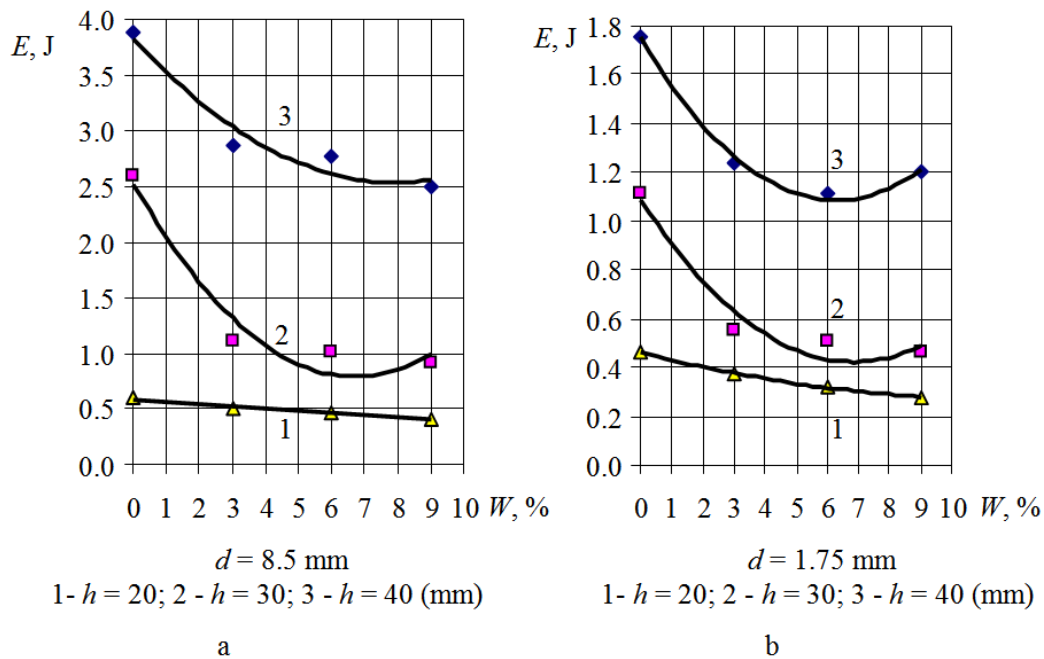 E, J
4.0
3.5
3.0
2.5
2.0
1.5
1.0
0.5
0.0
3
2
1
0 1 2 3 4 5 6 7 8 9 10 W, %
d = 8.5 mm
1- h = 20; 2 - h = 30; 3 - h = 40 (mm)
a
E, J
1.8
1.6
1.4
1.2
1.0
0.8
0.6
0.4
0.2
0.0
3
2
1
0 1 2 3 4 5 6 7 8 9 10 W, %
d = 1.75 mm
1- h = 20; 2 - h = 30; 3 - h = 40 (mm)
b